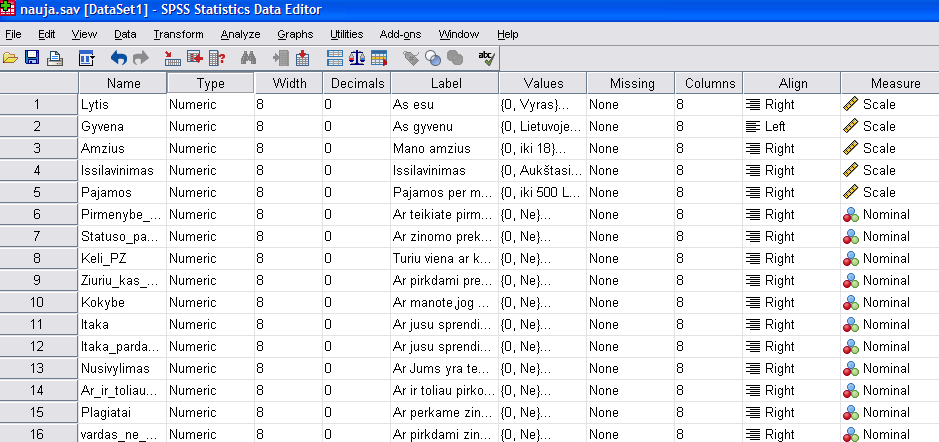 nauja.sav [DataSet1] - SPSS Statistics Data Editor
File Edit View Data Transform Analyze Graphs Utilities Add-ons Window Help
Name Type Width Decimals Label Values Missing Columns Align Measure
1 Lytis Numeric 8 0 As esu {0, Vyras}... None 8 Right Scale
2 Gyvena Numeric 8 0 As gyvenu {0, Lietuvoje... None 8 Left Scale
3 Amzius Numeric 8 0 Mano amzius {0, iki 18}... None 8 Right Scale
4 Issilavinimas Numeric 8 0 Issilavinimas {0, Aukštasi... None 8 Right Scale
5 Pajamos Numeric 8 0 Pajamos per m... {0, iki 500 L... None 8 Right Scale
6 Pirmenybe_... Numeric 8 0 Ar teikiate pirm... {0, Ne}... None 8 Right Nominal
7 Statuso_pa... Numeric 8 0 Ar zinomo prek... {0, Ne}... None 8 Right Nominal
8 Keli_PZ Numeric 8 0 Turiu viena ar k... {0, Ne}... None 8 Right Nominal
9 Ziuriu_kas_... Numeric 8 0 Ar pirkdami pre... {0, Ne}... None 8 Right Nominal
10 Kokybe Numeric 8 0 Ar manote,jog ... {0, Ne}... None 8 Right Nominal
11 Itaka Numeric 8 0 Ar jusu sprendi... {0, Ne}... None 8 Right Nominal
12 Itaka_parda... Numeric 8 0 Ar jusu sprendi... {0, Ne}... None 8 Right Nominal
13 Nusivylimas Numeric 8 0 Ar Jums yra te... {0, Ne}... None 8 Right Nominal
14 Ar_ir_toliau... Numeric 8 0 Ar ir toliau pirko... {0, Ne}... None 8 Right Nominal
15 Plagiatai Numeric 8 0 Ar perkame zin... {0, Ne}... None 8 Right Nominal
16 vardas_ne_... Numeric 8 0 Ar pirkdami zin... {0, Ne}... None 8 Right Nominal